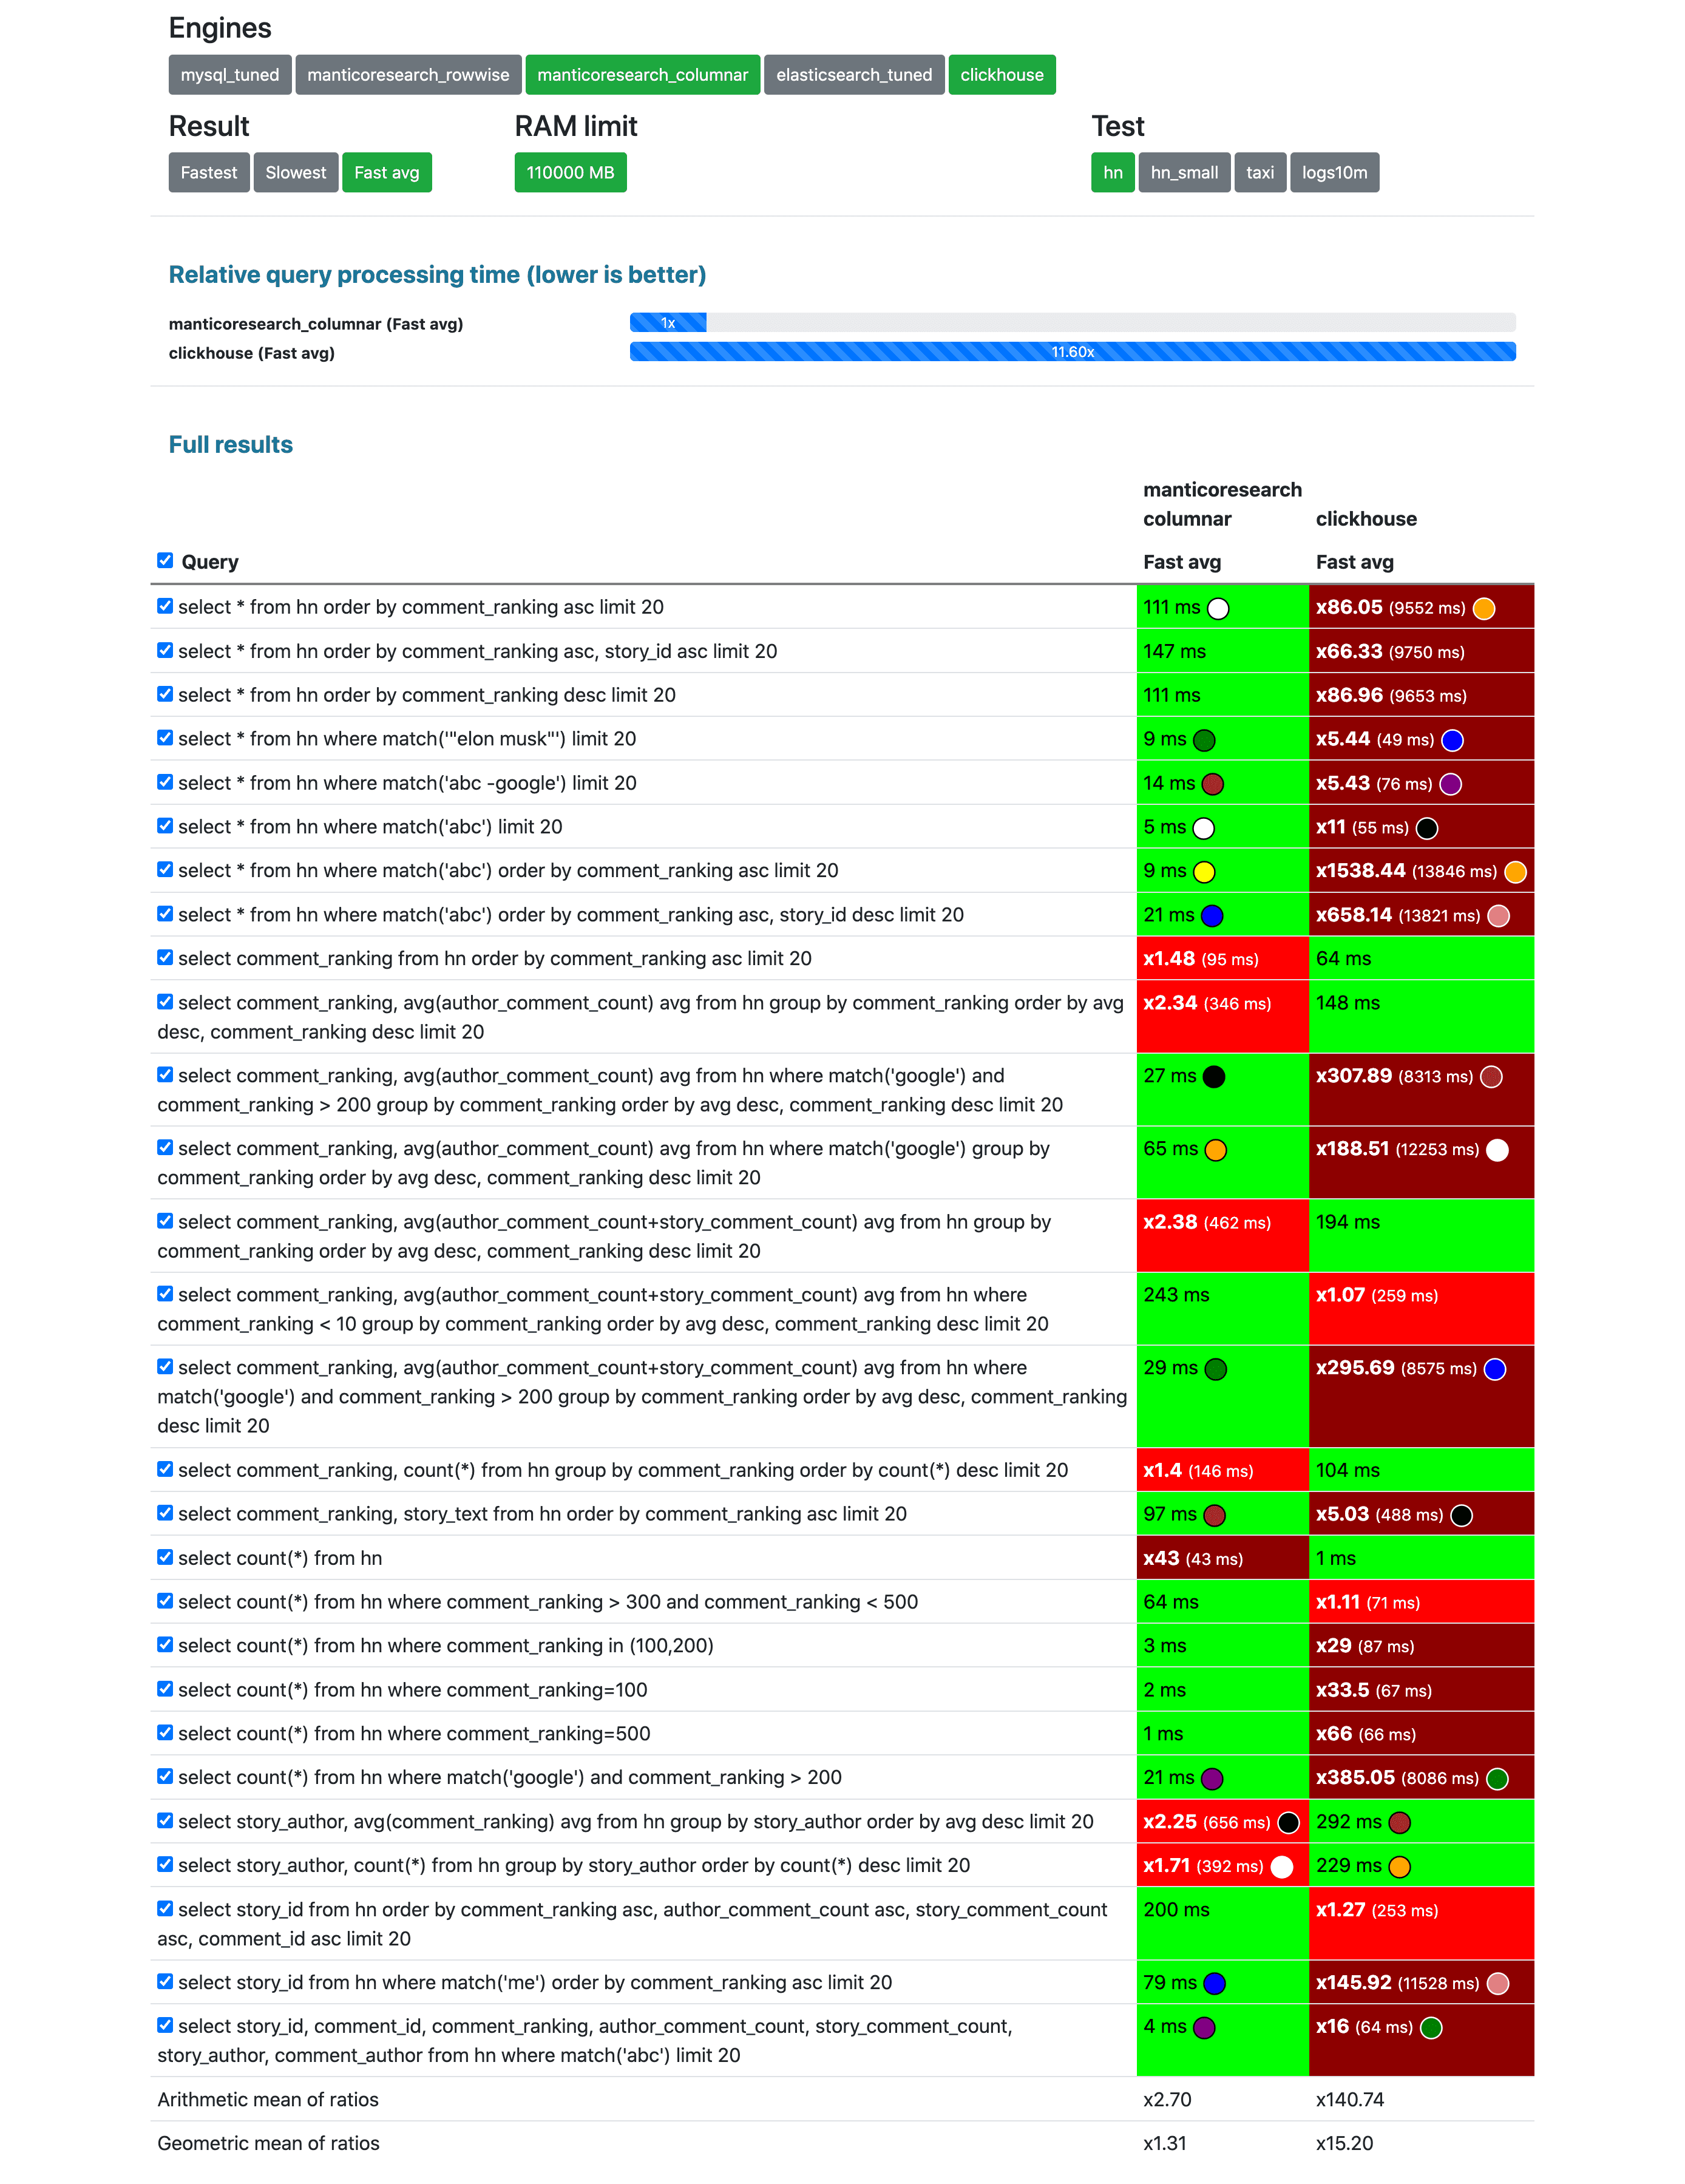 Engines
mysql_tuned manticoresearch_rowwise manticoresearch_columnar elasticsearch_tuned clickhouse
Result RAM limit Test
Fastest Slowest Fast avg 110000 MB hn hn_small taxi logs10m
Relative query processing time (lower is better)
manticoresearch_columnar (Fast avg) 1x
clickhouse (Fast avg) 11.60x
Full results
manticoresearch
columnar clickhouse
Query Fast avg Fast avg
select * from hn order by comment_ranking asc limit 20 111 ms x86.05 (9552 ms)
select * from hn order by comment_ranking asc, story_id asc limit 20 147 ms x66.33 (9750 ms)
select * from hn order by comment_ranking desc limit 20 111 ms x86.96 (9653 ms)
select * from hn where match('"elon musk"') limit 20 9 ms x5.44 (49 ms)
select * from hn where match('abc -google') limit 20 14 ms x5.43 (76 ms)
select * from hn where match('abc') limit 20 5 ms x11 (55 ms)
select * from hn where match('abc') order by comment_ranking asc limit 20 9 ms x1538.44 (13846 ms)
select * from hn where match('abc') order by comment_ranking asc, story_id desc limit 20 21 ms x658.14 (13821 ms)
select comment_ranking from hn order by comment_ranking asc limit 20 x1.48 (95 ms) 64 ms
select comment_ranking, avg(author_comment_count) avg from hn group by comment_ranking order by avg x2.34 (346 ms) 148 ms
desc, comment_ranking desc limit 20
select comment_ranking, avg(author_comment_count) avg from hn where match('google') and 27 ms x307.89 (8313 ms)
comment_ranking > 200 group by comment_ranking order by avg desc, comment_ranking desc limit 20
select comment_ranking, avg(author_comment_count) avg from hn where match('google') group by 65 ms x188.51 (12253 ms)
comment_ranking order by avg desc, comment_ranking desc limit 20
select comment_ranking, avg(author_comment_count+story_comment_count) avg from hn group by x2.38 (462 ms) 194 ms
comment_ranking order by avg desc, comment_ranking desc limit 20
select comment_ranking, avg(author_comment_count+story_comment_count) avg from hn where 243 ms x1.07 (259 ms)
comment_ranking < 10 group by comment_ranking order by avg desc, comment_ranking desc limit 20
select comment_ranking, avg(author_comment_count+story_comment_count) avg from hn where 29 ms x295.69 (8575 ms)
match('google') and comment_ranking > 200 group by comment_ranking order by avg desc, comment_ranking
desc limit 20
select comment_ranking, count(*) from hn group by comment_ranking order by count(*) desc limit 20 x1.4 (146 ms) 104 ms
select comment_ranking, story_text from hn order by comment_ranking asc limit 20 97 ms x5.03 (488 ms)
select count(*) from hn x43 (43 ms) 1 ms
select count(*) from hn where comment_ranking > 300 and comment_ranking < 500 64 ms x1.11 (71 ms)
select count(*) from hn where comment_ranking in (100,200) 3 ms x29 (87 ms)
select count(*) from hn where comment_ranking=100 2 ms x33.5 (67 ms)
select count(*) from hn where comment_ranking=500 1 ms x66 (66 ms)
select count(*) from hn where match('google') and comment_ranking > 200 21 ms x385.05 (8086 ms)
select story_author, avg(comment_ranking) avg from hn group by story_author order by avg desc limit 20 x2.25 (656 ms) 292 ms
select story_author, count(*) from hn group by story_author order by count(*) desc limit 20 x1.71 (392 ms) 229 ms
select story_id from hn order by comment_ranking asc, author_comment_count asc, story_comment_count 200 ms x1.27 (253 ms)
asc, comment_id asc limit 20
select story_id from hn where match('me') order by comment_ranking asc limit 20 79 ms x145.92 (11528 ms)
select story_id, comment_id, comment_ranking, author_comment_count, story_comment_count, 4 ms x16 (64 ms)
story_author, comment_author from hn where match('abc') limit 20
Arithmetic mean of ratios x2.70 x140.74
Geometric mean of ratios x1.31 x15.20